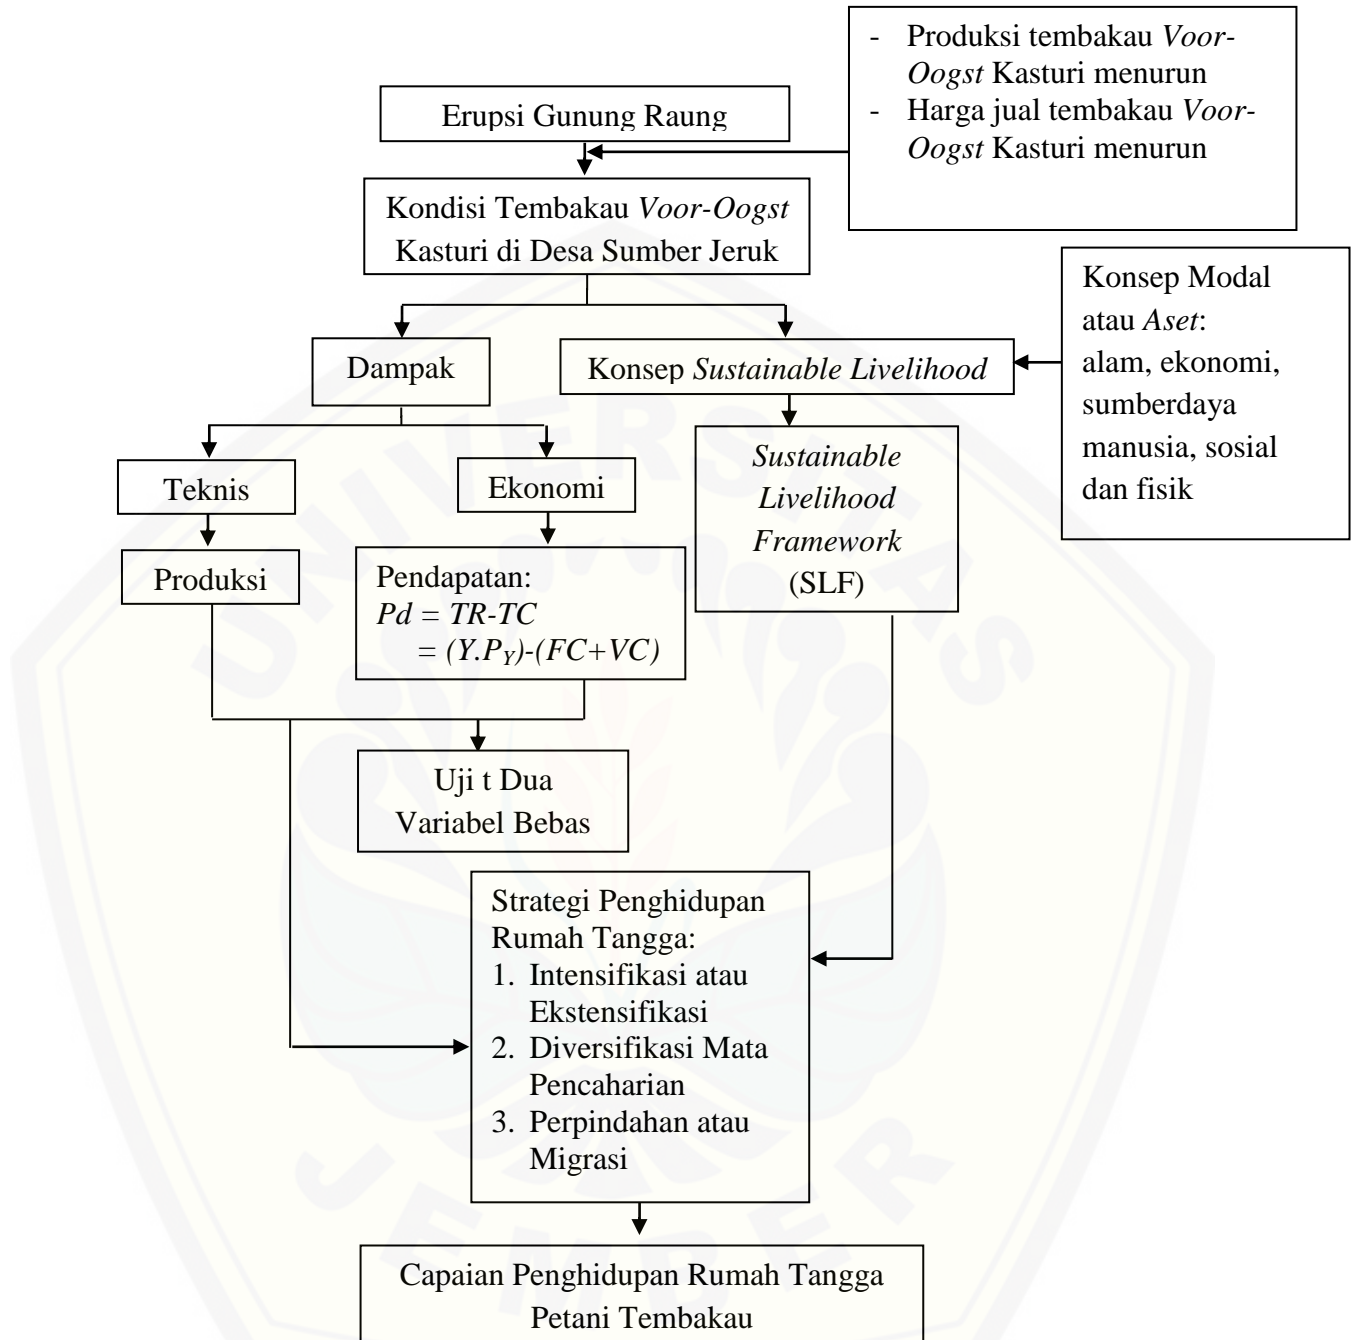 - Produksi tembakau Voor-
Oogst Kasturi menurun
- Harga jual tembakau Voor-
Oogst Kasturi menurun
Erupsi Gunung Raung
Kondisi Tembakau Voor-Oogst
Kasturi di Desa Sumber Jeruk
Konsep Modal
atau Aset:
alam, ekonomi,
sumberdaya
manusia, sosial
dan fisik
Dampak
Konsep Sustainable Livelihood
Teknis
Ekonomi
Sustainable
Livelihood
Framework
(SLF)
Produksi
Pendapatan:
Pd = TR-TC
= (Y.PY)-(FC+VC)
Uji t Dua
Variabel Bebas
Strategi Penghidupan
Rumah Tangga:
1. Intensifikasi atau
Ekstensifikasi
2. Diversifikasi Mata
Pencaharian
3. Perpindahan atau
Migrasi
Capaian Penghidupan Rumah Tangga
Petani Tembakau
UNIVERSITAS
JEMBER